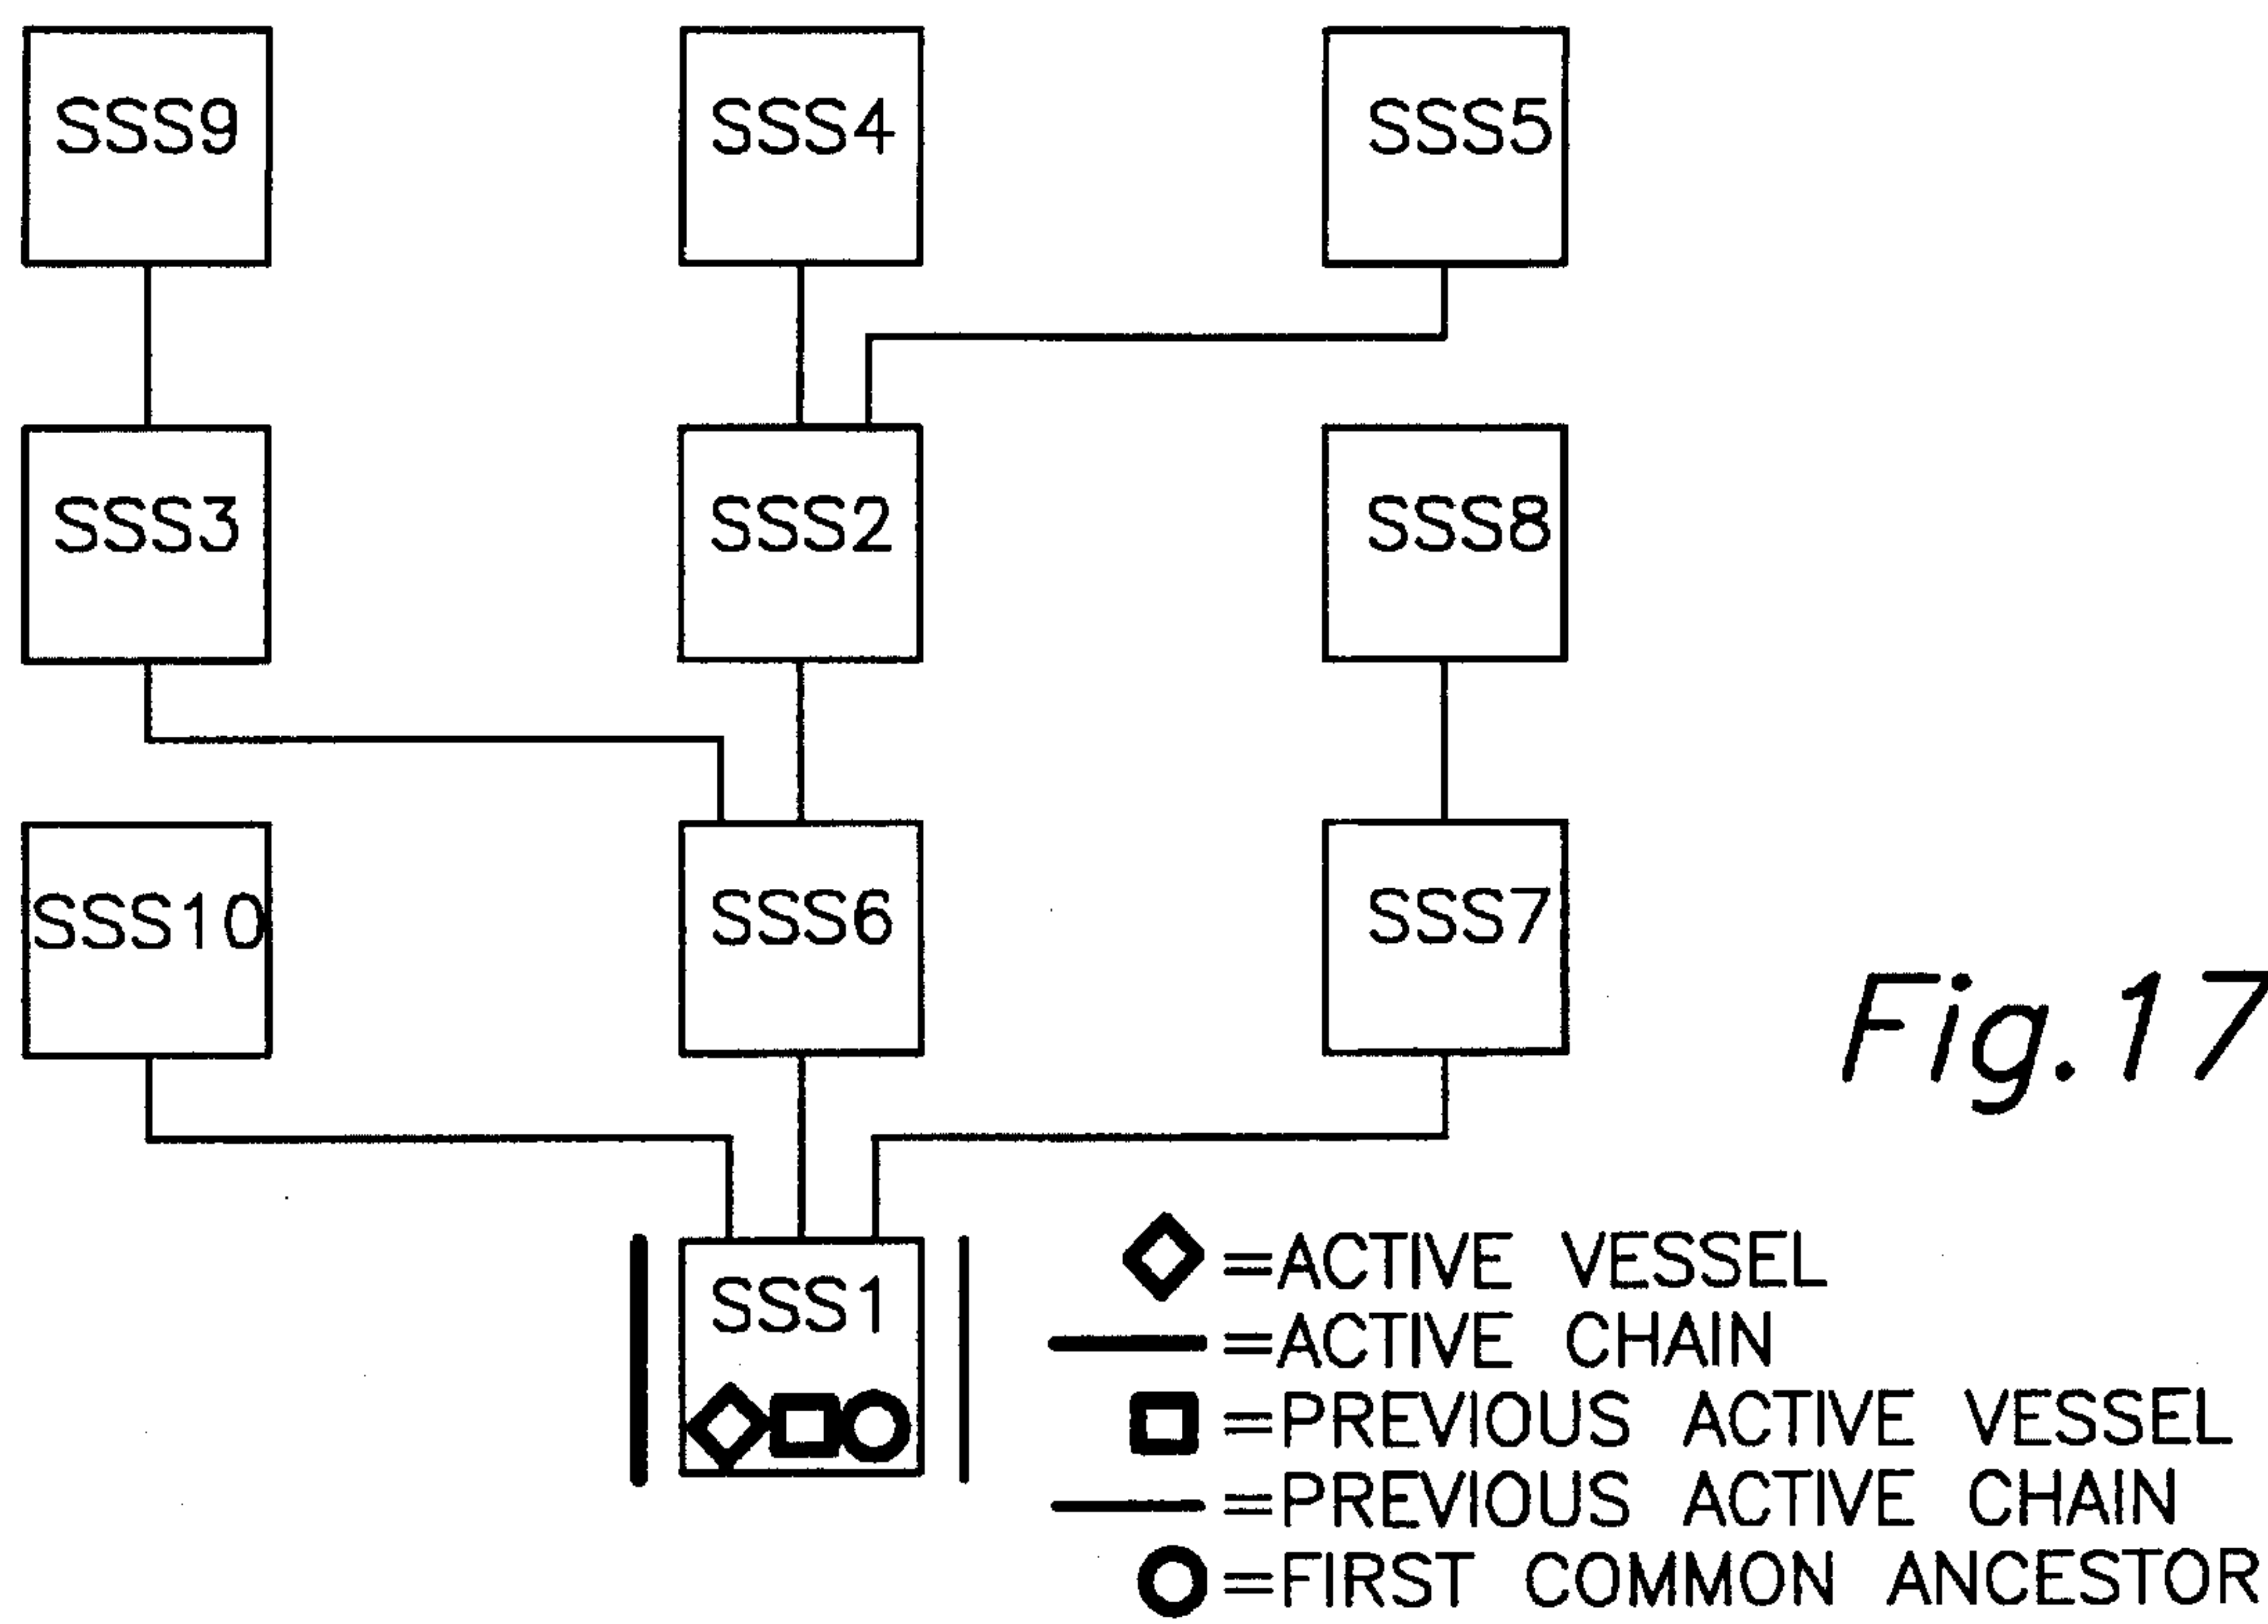 SSS9
SSS4
SSS5
SSS3
SSS2
SSS8
SSS10
SSS6
SSS7
Fig.17
SSS1
=ACTIVE VESSEL
=ACTIVE CHAIN
=PREVIOUS ACTIVE VESSEL
=PREVIOUS ACTIVE CHAIN
=FIRST COMMON ANCESTOR